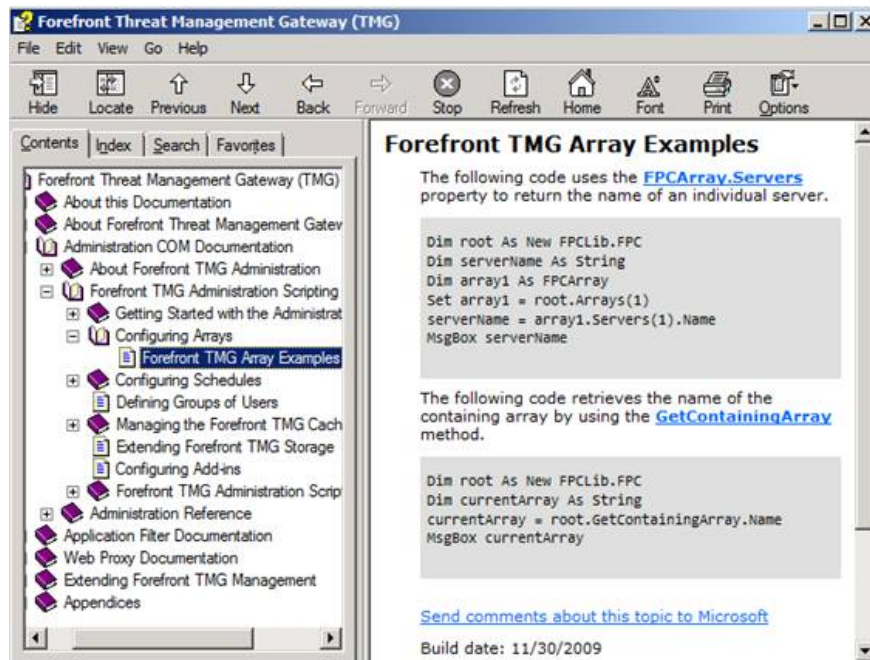 Forefront Threat Management Gateway (TMG)
File Edit View Go Help
Hide Locate Previous Next Back Forward Stop Refresh Home Font Print Options
Contents Index Search Favorites
Forefront Threat Management Gateway (TMG)
About this Documentation
About Forefront Threat Management Gatew
Administration COM Documentation
About Forefront TMG Administration
Forefront TMG Administration Scripting
Getting Started with the Administrat
Configuring Arrays
Forefront TMG Array Examples
Configuring Schedules
Defining Groups of Users
Managing the Forefront TMG Cach
Extending Forefront TMG Storage
Configuring Add-ins
Forefront TMG Administration Scrip
Administration Reference
Application Filter Documentation
Web Proxy Documentation
Extending Forefront TMG Management
Appendices
Forefront TMG Array Examples
The following code uses the FPCArray.Servers
property to return the name of an individual server.
Dim root As New FPCLib.FPC
Dim serverName As String
Dim array1 As FPCArray
Set array1 = root.Arrays(1)
serverName = array1.Servers(1).Name
MsgBox serverName
The following code retrieves the name of the
containing array by using the GetContainingArray
method.
Dim root As New FPCLib.FPC
Dim currentArray As String
currentArray = root.GetContainingArray.Name
MsgBox currentArray
Send comments about this topic to Microsoft
Build date: 11/30/2009